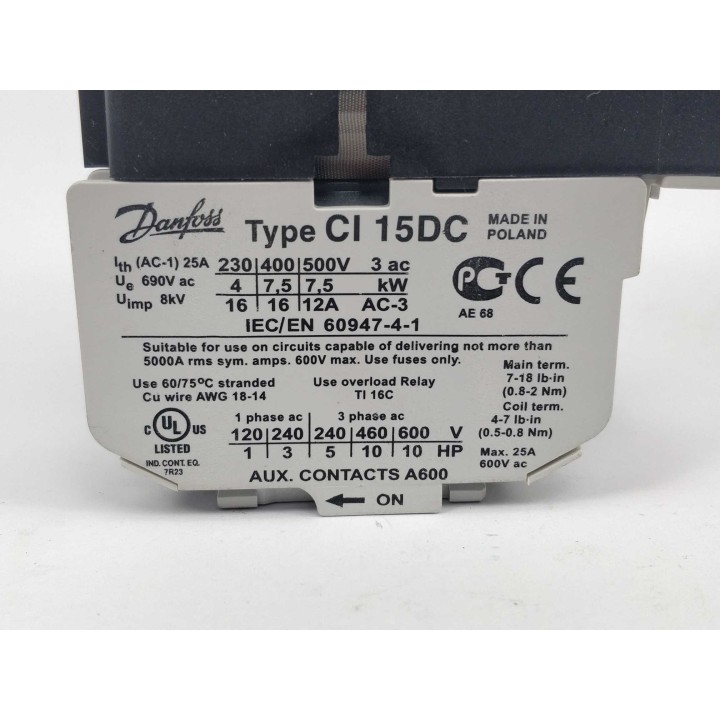 Danfoss Type CI 15DC MADE IN
POLAND
Ith (AC-1) 25A 230 400 500V 3 ac
Ue 690V ac 4 7,5 7,5 kW
Uimp 8kV 16 16 12A AC-3
IEC/EN 60947-4-1
PCT CE
AE 68
Suitable for use on circuits capable of delivering not more than
5000A rms sym. amps. 600V max. Use fuses only.
Use 60/75°C stranded
Cu wire AWG 18-14
Use overload Relay
TI 16C
Main term.
7-18 lb·in
(0.8-2 Nm)
Coil term.
4-7 lb·in
(0.5-0.8 Nm)
Max. 25A
600V ac
C UL US
LISTED
IND. CONT. EQ.
7R23
1 phase ac 3 phase ac
120 240 240 460 600 V
1 3 5 10 10 HP
AUX. CONTACTS A600
← ON